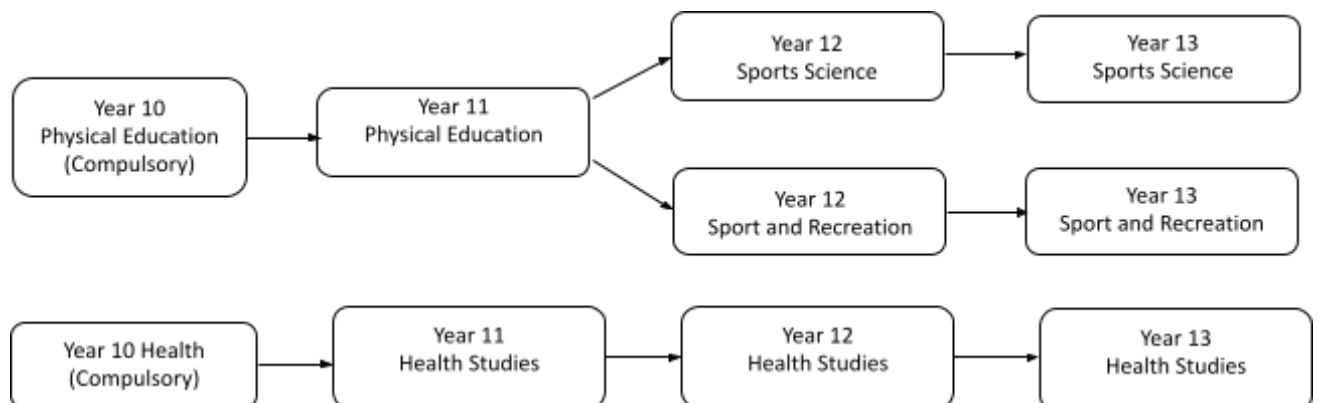 Year 10
Physical Education
(Compulsory)
Year 11
Physical Education
Year 12
Sports Science
Year 13
Sports Science
Year 12
Sport and Recreation
Year 13
Sport and Recreation
Year 10 Health
(Compulsory)
Year 11
Health Studies
Year 12
Health Studies
Year 13
Health Studies